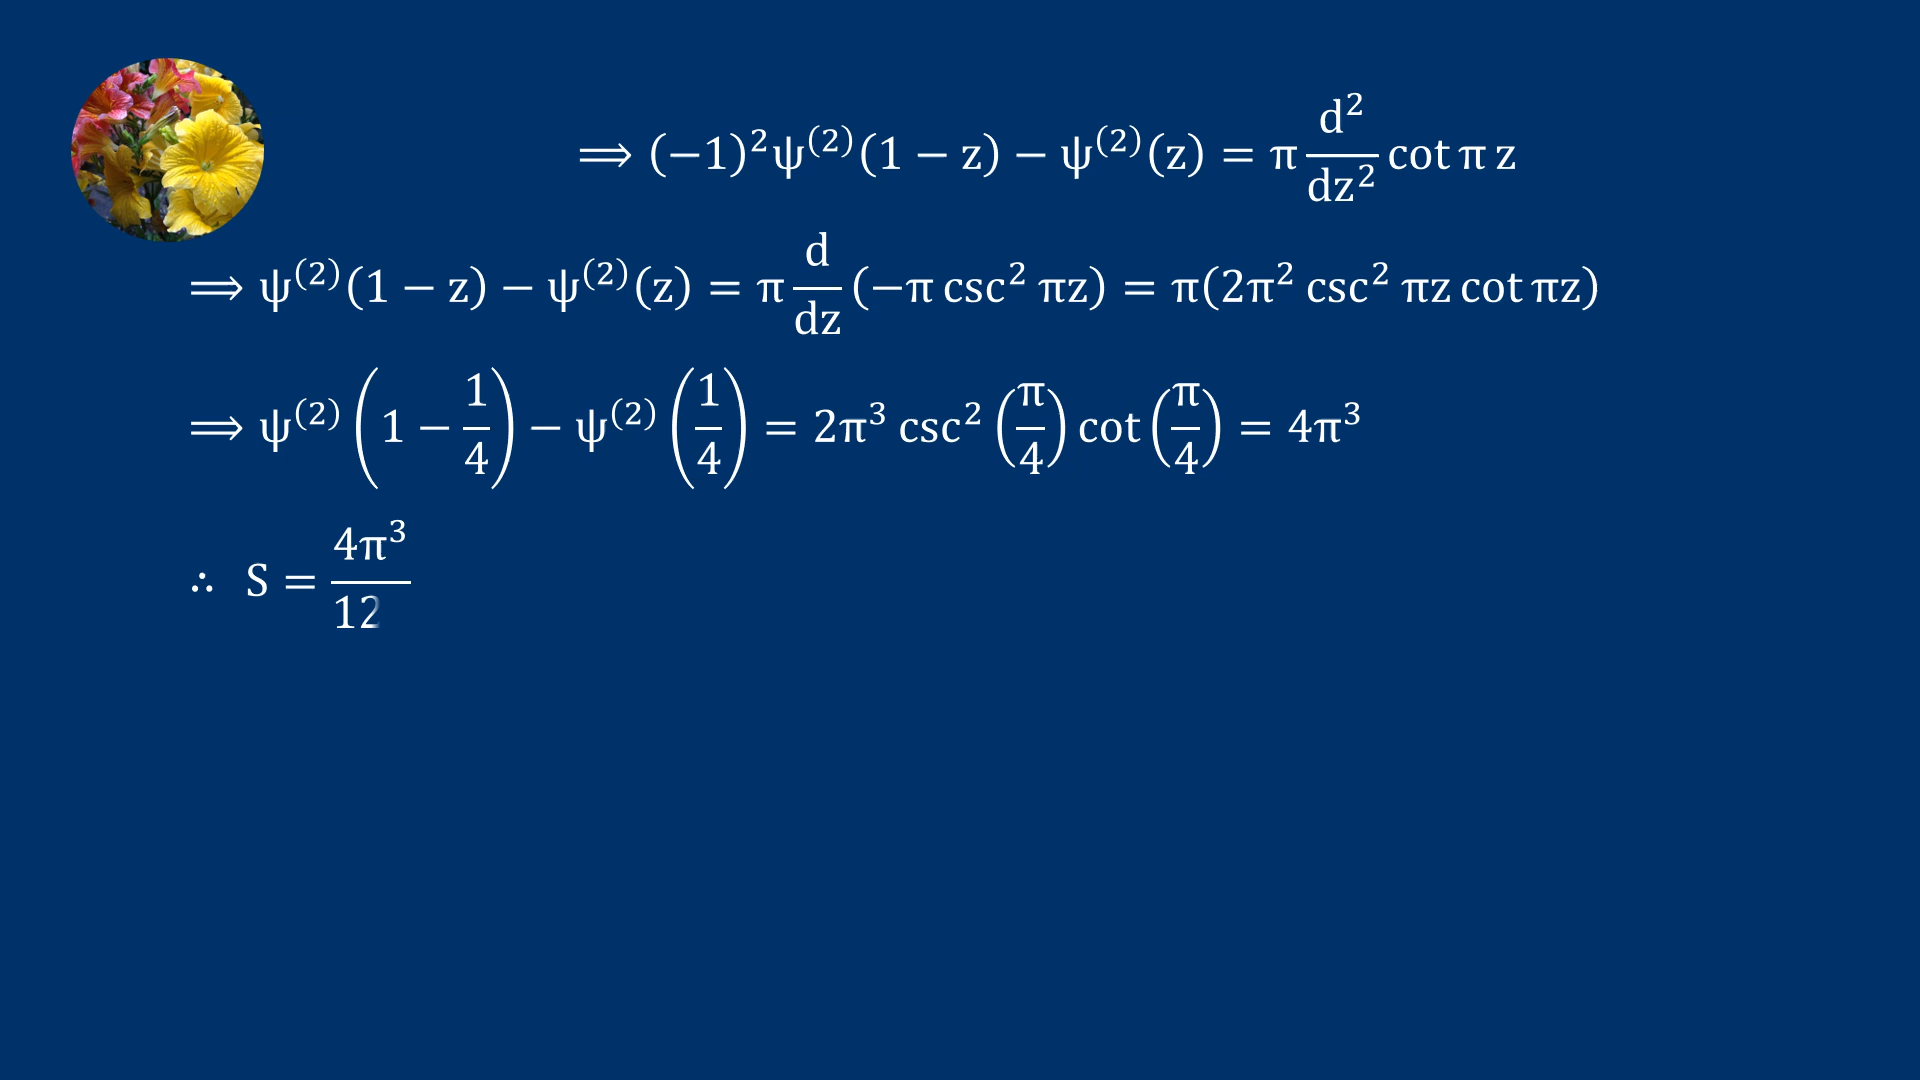 ⟹ (−1)²ψ⁽²⁾(1 − z) − ψ⁽²⁾(z) = π d²/dz² cot π z
⟹ ψ⁽²⁾(1 − z) − ψ⁽²⁾(z) = π d/dz (−π csc² πz) = π(2π² csc² πz cot πz)
⟹ ψ⁽²⁾(1 − 1/4) − ψ⁽²⁾(1/4) = 2π³ csc²(π/4) cot(π/4) = 4π³
∴ S = 4π³/12